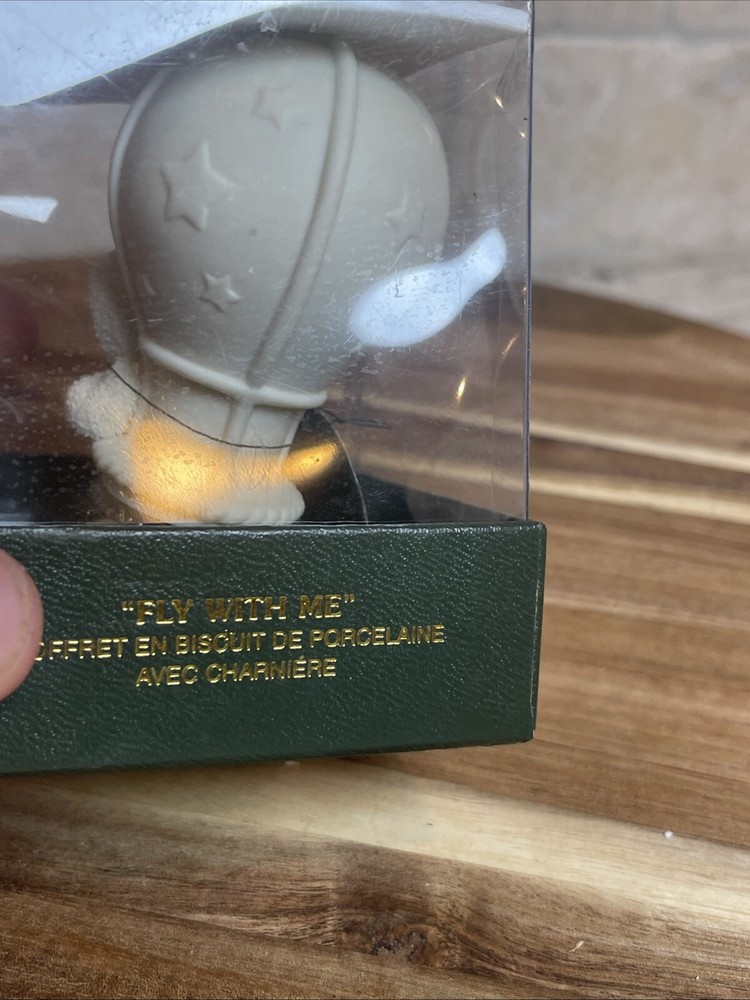 "FLY WITH ME"
OFFRET EN BISCUIT DE PORCELAINE
AVEC CHARNIÉRE